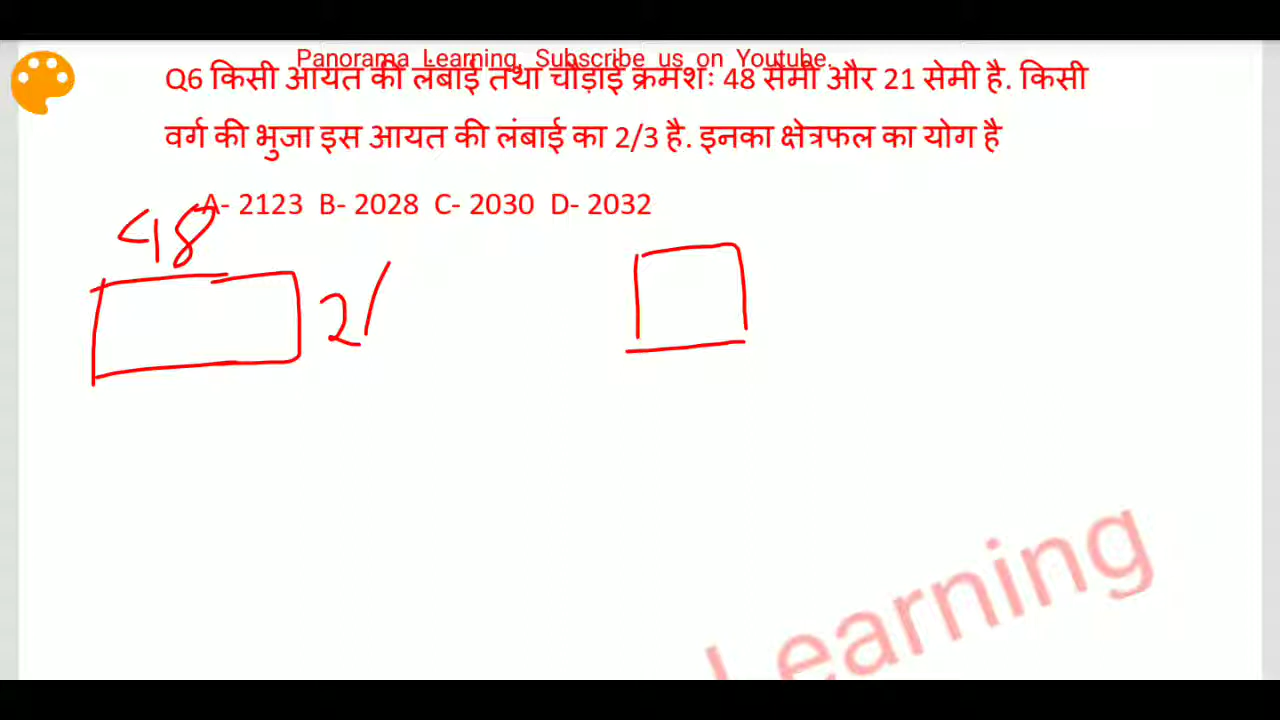 Panorama Learning, Subscribe us on Youtube.
Q6 किसी आयत की लंबाई तथा चौड़ाई क्रमशः 48 सेमी और 21 सेमी है. किसी
वर्ग की भुजा इस आयत की लंबाई का 2/3 है. इनका क्षेत्रफल का योग है
A- 2123 B- 2028 C- 2030 D- 2032
48
21
Learning